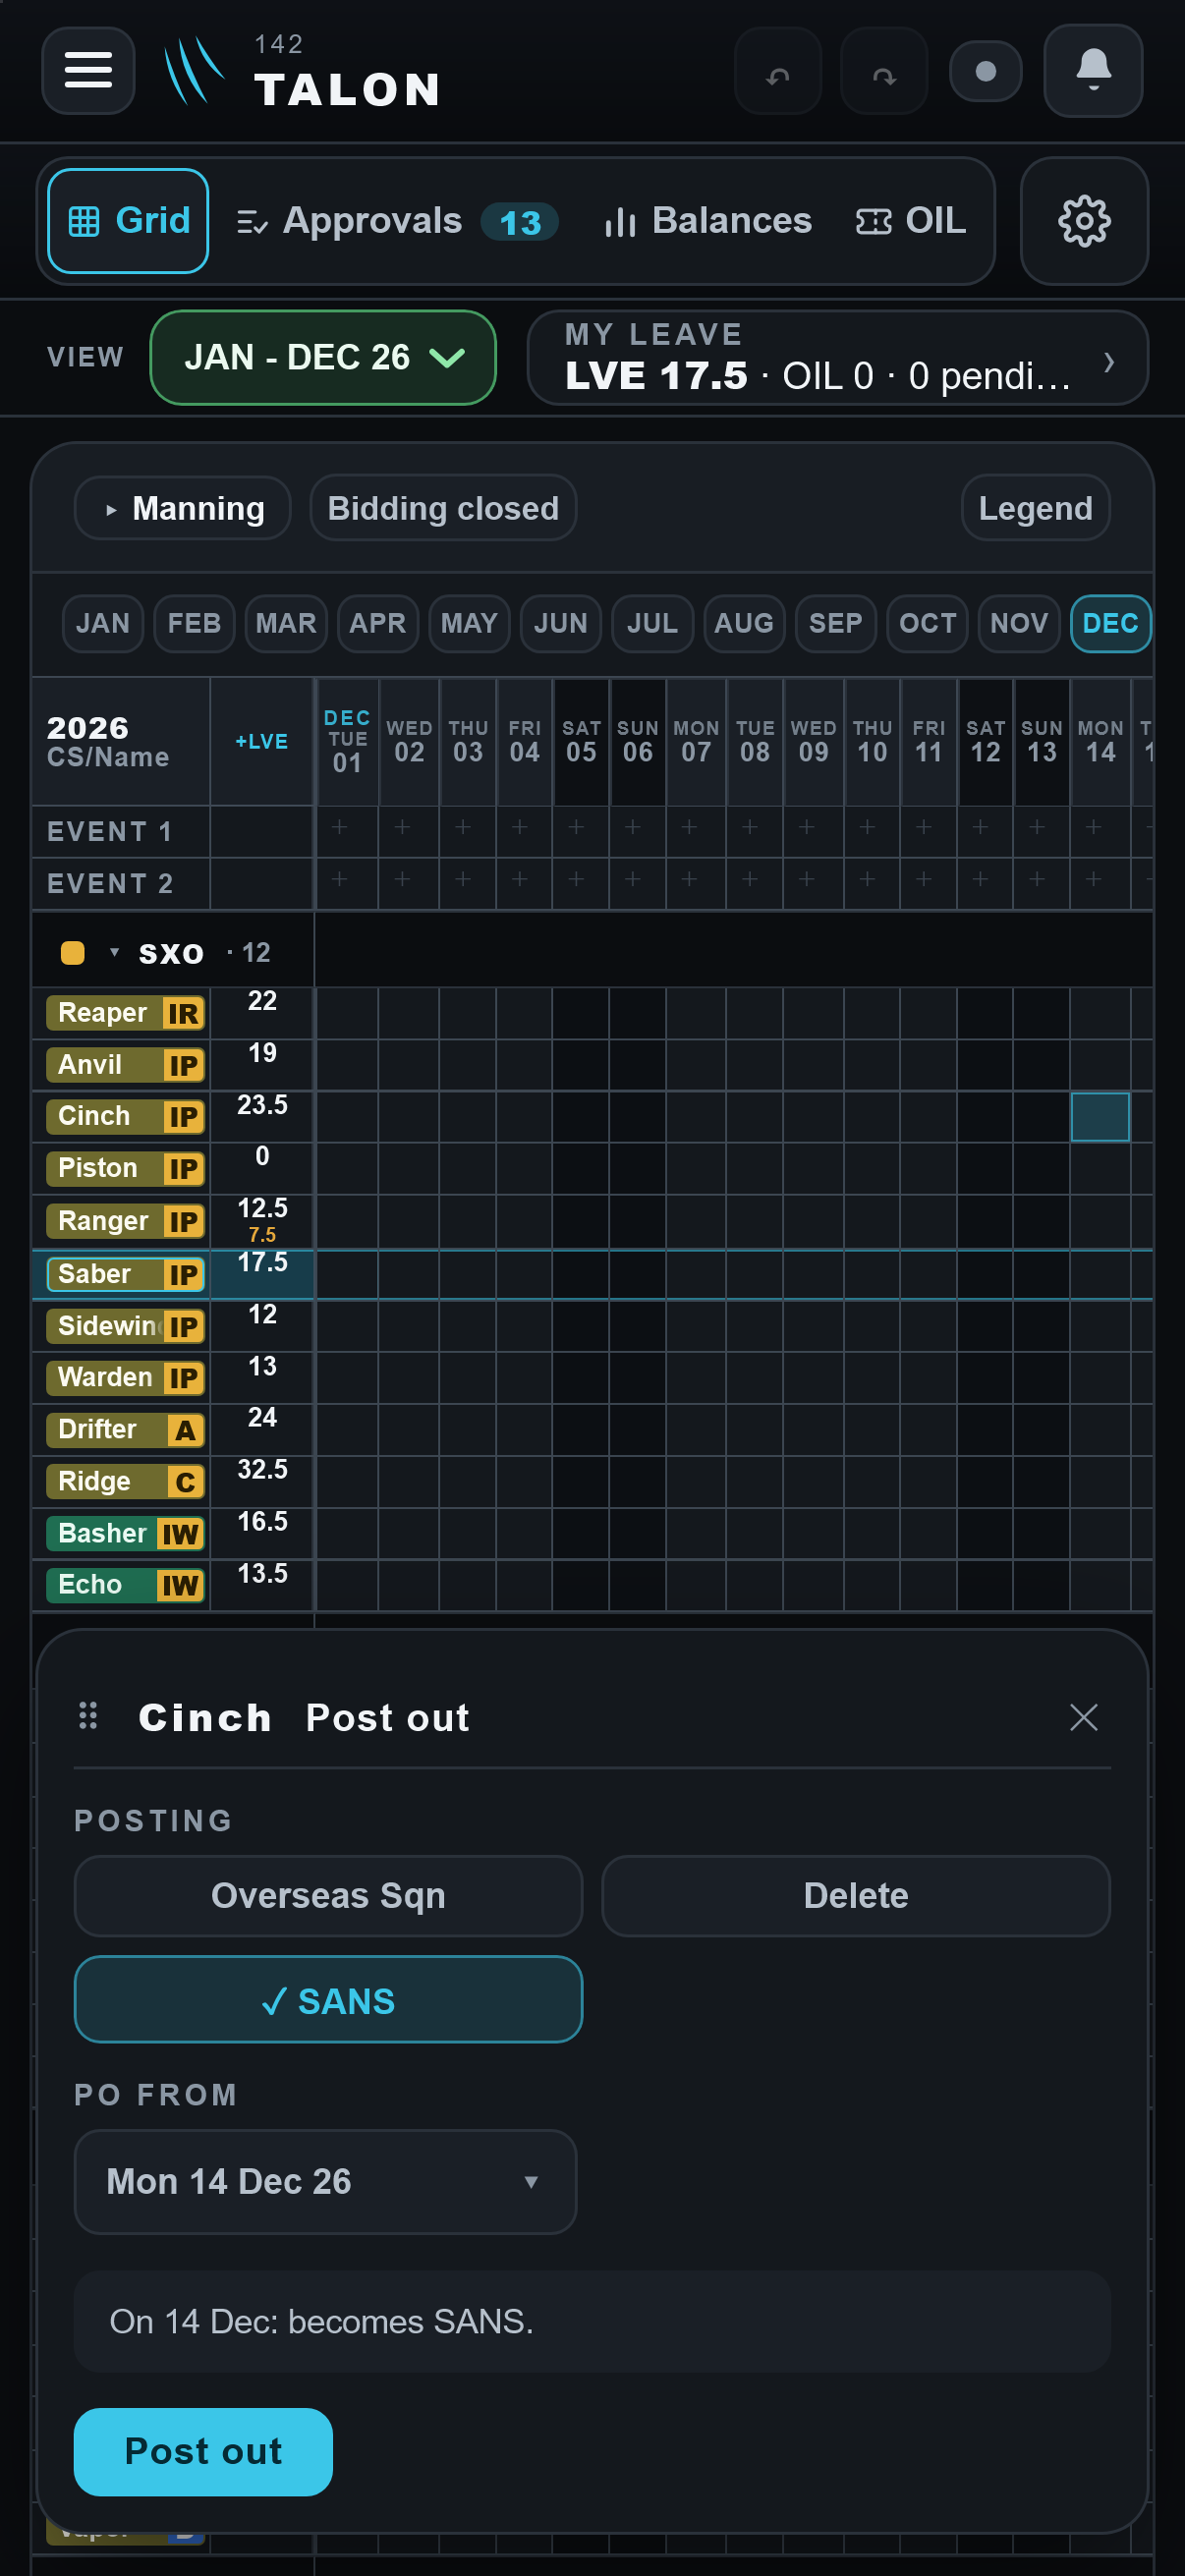 142
TALON
Grid
Approvals 13
Balances
OIL
VIEW
JAN - DEC 26
MY LEAVE
LVE 17.5 · OIL 0 · 0 pendi…
Manning
Bidding closed
Legend
JAN FEB MAR APR MAY JUN JUL AUG SEP OCT NOV DEC
2026
CS/Name
+LVE
DEC
TUE 01
WED 02
THU 03
FRI 04
SAT 05
SUN 06
MON 07
TUE 08
WED 09
THU 10
FRI 11
SAT 12
SUN 13
MON 14
EVENT 1 + + + + + + + + + + + + + +
EVENT 2 + + + + + + + + + + + + + +
SXO · 12
Reaper IR 22
Anvil IP 19
Cinch IP 23.5
Piston IP 0
Ranger IP 12.5
7.5
Saber IP 17.5
Sidewin IP 12
Warden IP 13
Drifter A 24
Ridge C 32.5
Basher IW 16.5
Echo IW 13.5
Cinch Post out
POSTING
Overseas Sqn
Delete
✓ SANS
PO FROM
Mon 14 Dec 26
On 14 Dec: becomes SANS.
Post out